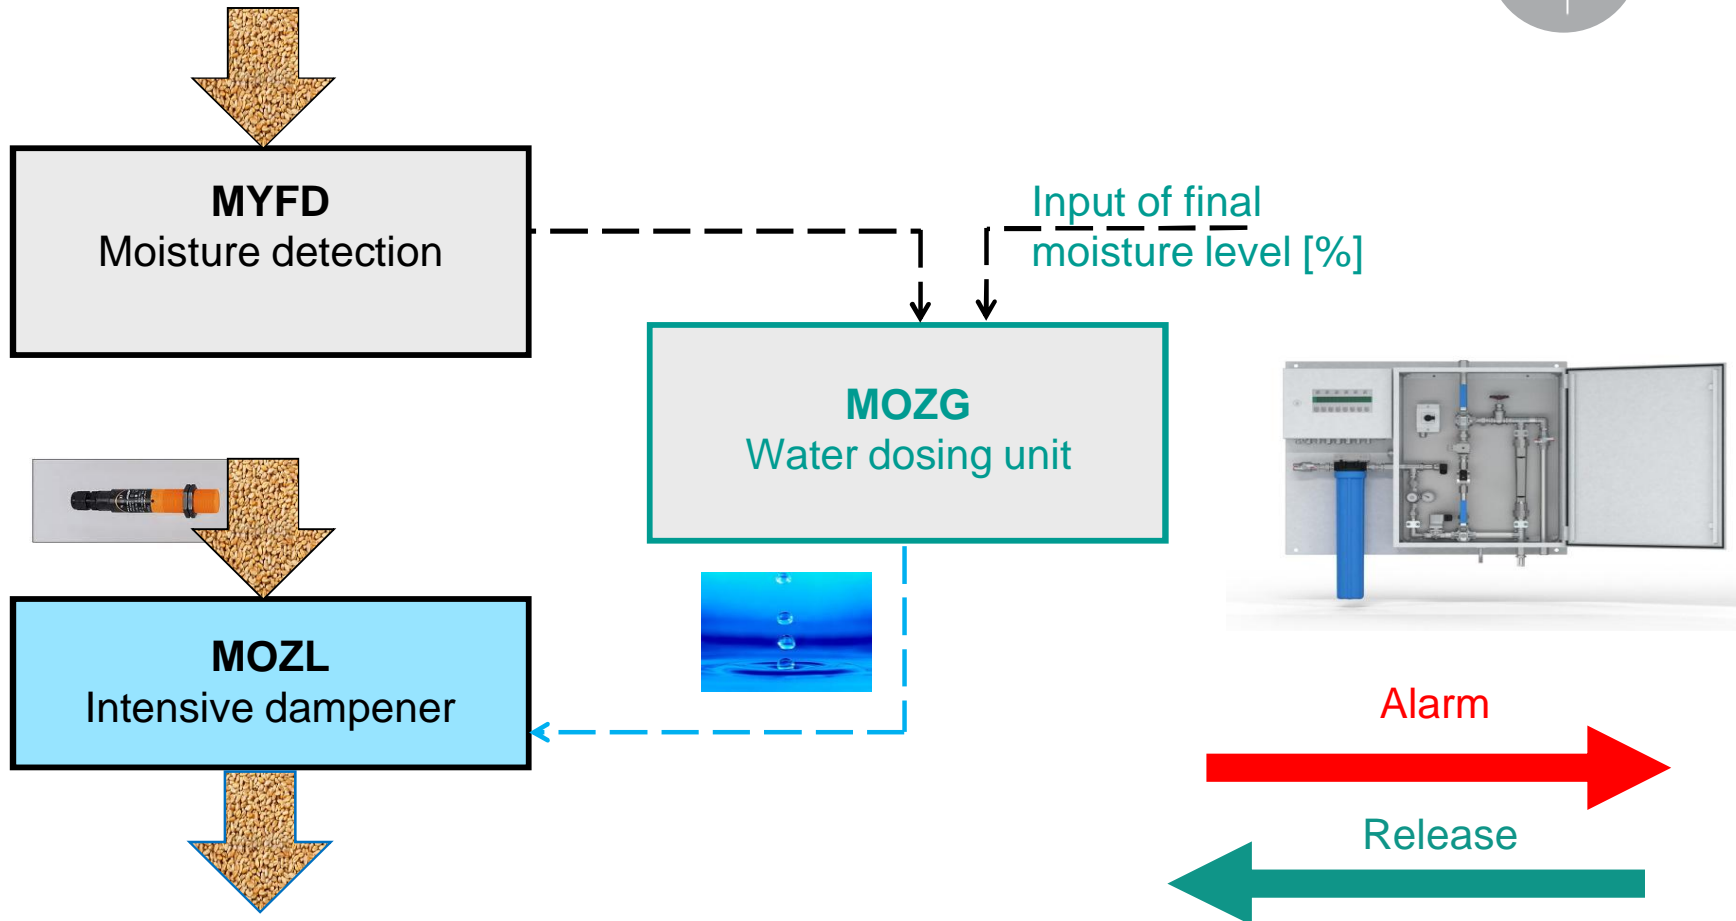 MYFD
Moisture detection
Input of final
moisture level [%]
MOZG
Water dosing unit
MOZL
Intensive dampener
Alarm
Release